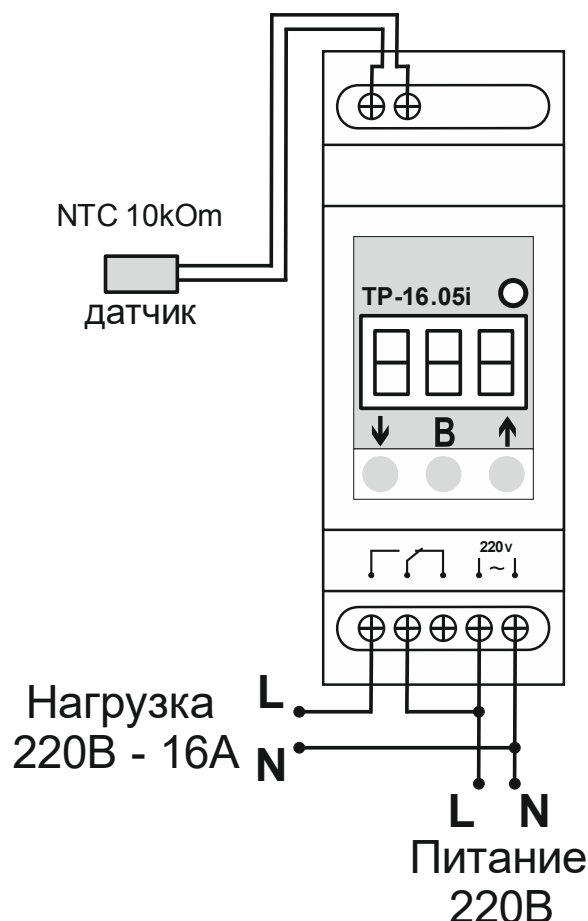 NTC 10kOm
датчик
TP-16.05i
B
220v
~
L
Нагрузка
220В - 16А
N
L N
Питание
220В